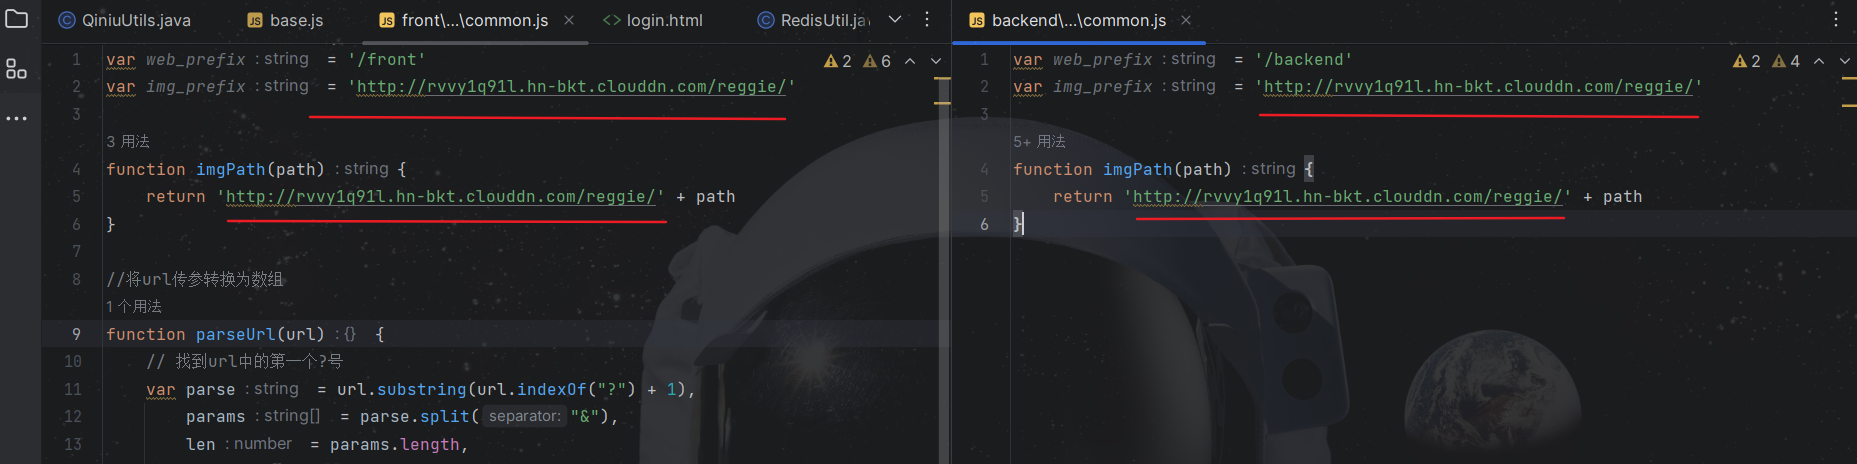 QiniuUtils.java base.js front\...\common.js login.html RedisUtil.ja
1 var web_prefix : string = '/front' 2 6
2 var img_prefix : string = 'http://rvvy1q91l.hn-bkt.clouddn.com/reggie/'
3
3 用法
4 function imgPath(path) : string {
5 return 'http://rvvy1q91l.hn-bkt.clouddn.com/reggie/' + path
6 }
7
8 //将url传参转换为数组
1 个用法
9 function parseUrl(url) : {} {
10 // 找到url中的第一个?号
11 var parse : string = url.substring(url.indexOf("?") + 1),
12 params : string[] = parse.split( separator: "&"),
13 len : number = params.length,
backend\...\common.js
1 var web_prefix : string = '/backend' 2 4
2 var img_prefix : string = 'http://rvvy1q91l.hn-bkt.clouddn.com/reggie/'
3
5+ 用法
4 function imgPath(path) : string {
5 return 'http://rvvy1q91l.hn-bkt.clouddn.com/reggie/' + path
6 }